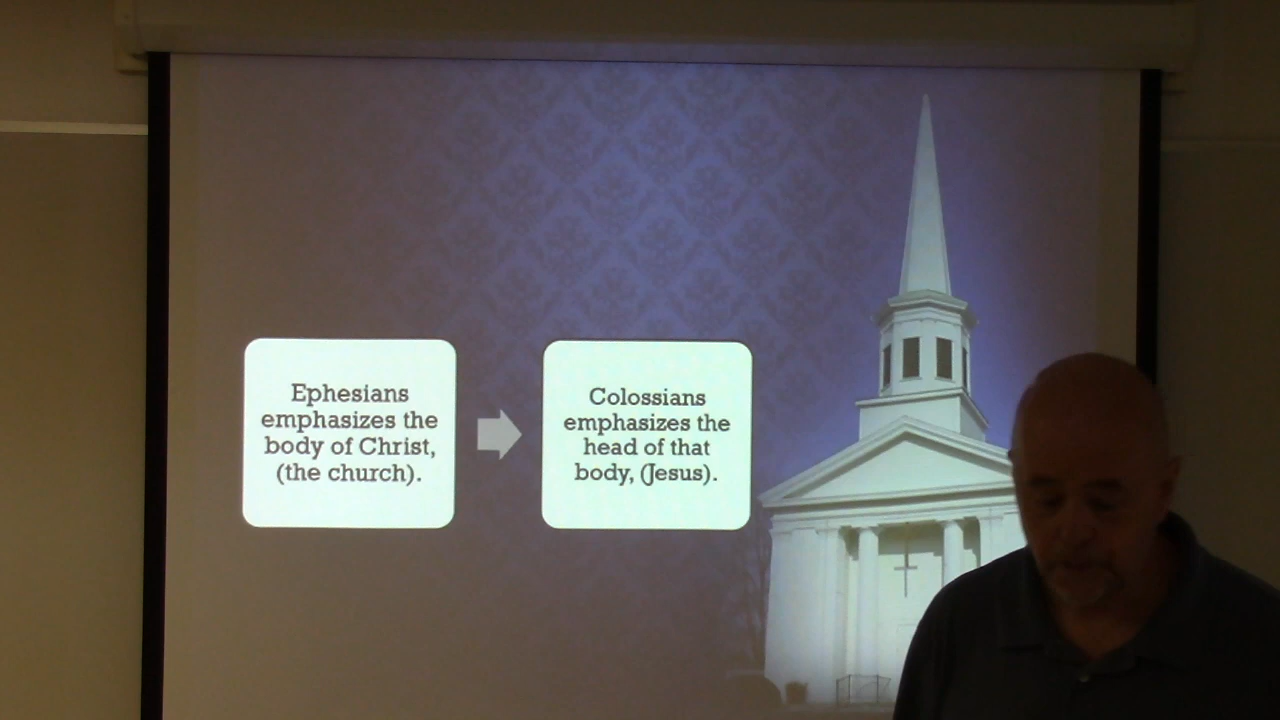 Ephesians
emphasizes the
body of Christ,
(the church).
Colossians
emphasizes the
head of that
body, (Jesus).